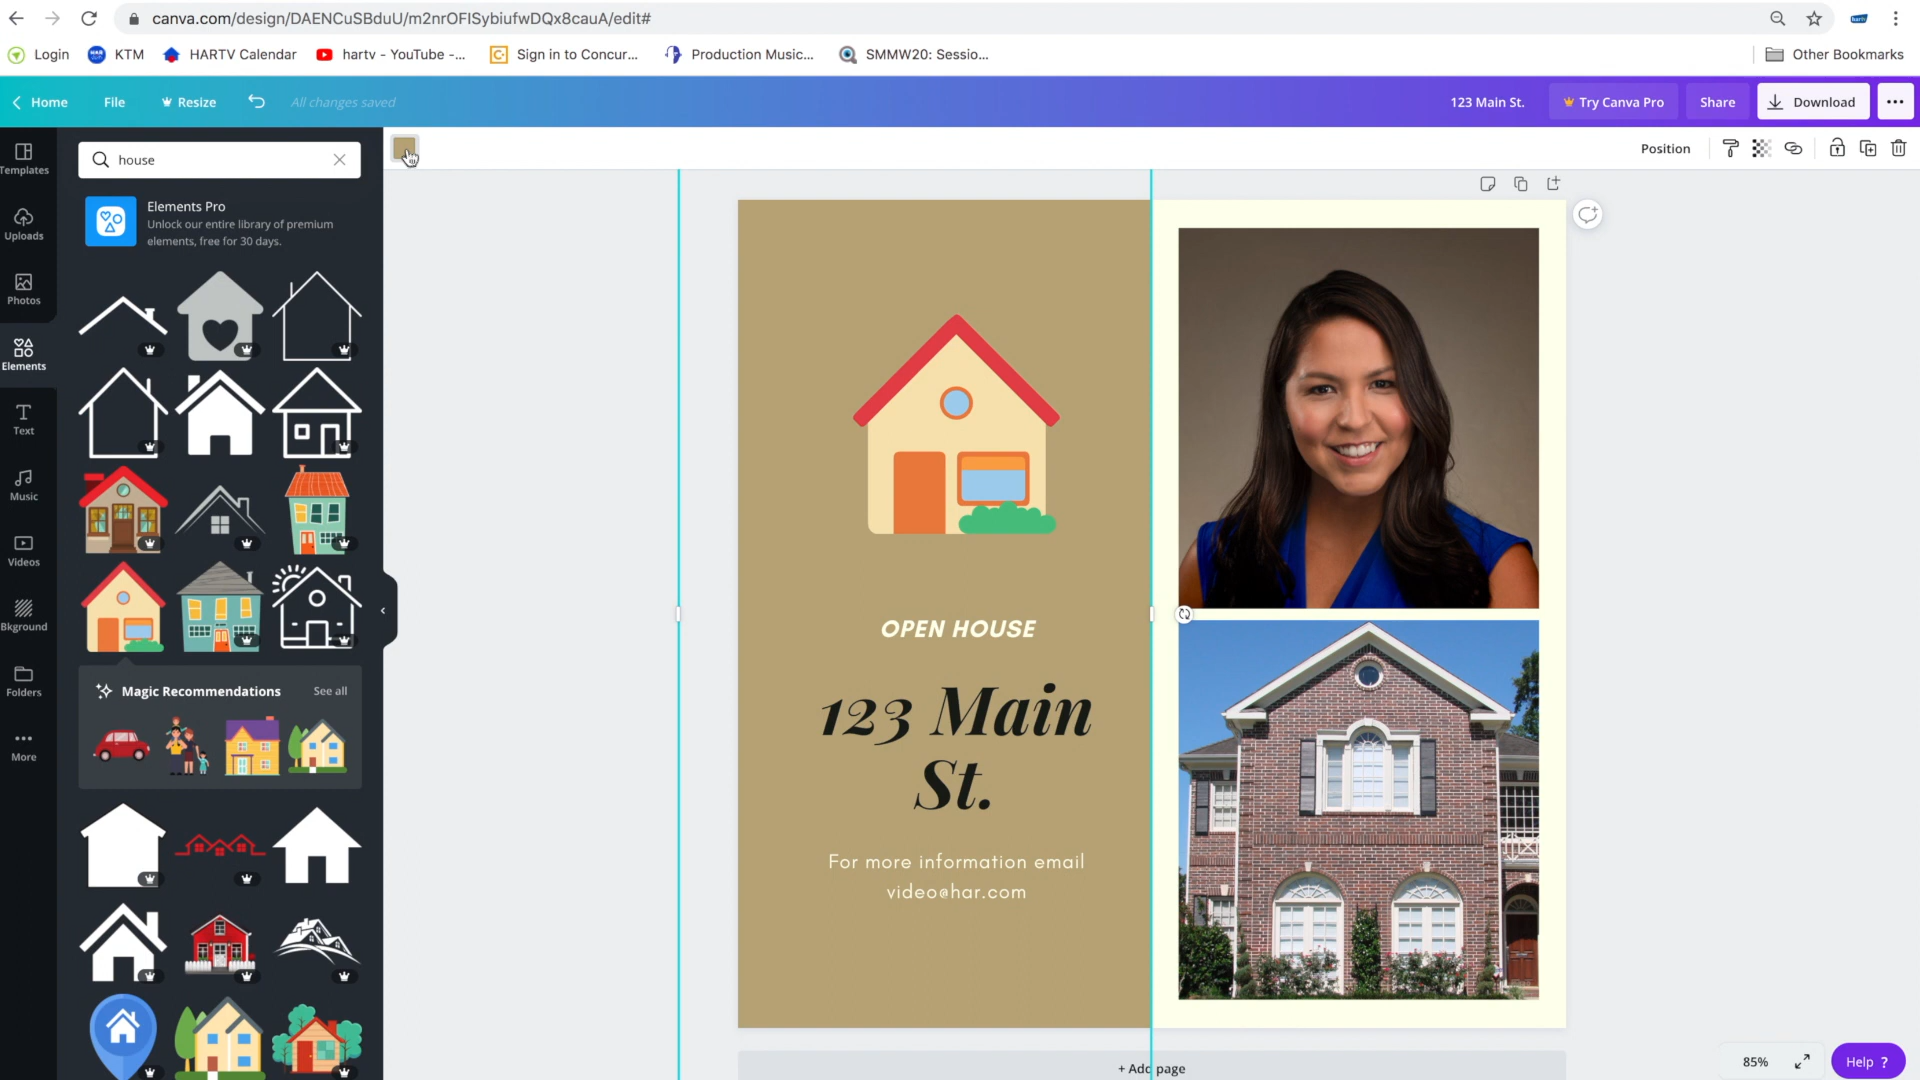 canva.com/design/DAENCuSBduU/m2nrOFlSybiufwDQx8cauA/edit#
Login
KTM
HARTV Calendar
hartv - YouTube -...
Sign in to Concur...
Production Music...
SMMW20: Sessio...
Other Bookmarks
Home
File
Resize
All changes saved
123 Main St.
Try Canva Pro
Share
Download
Templates
Uploads
Photos
Elements
Text
Music
Videos
Bkground
Folders
More
house
Elements Pro
Unlock our entire library of premium
elements, free for 30 days.
Magic Recommendations
See all
Position
OPEN HOUSE
123 Main
St.
For more information email
video@har.com
+ Add page
85%
Help ?